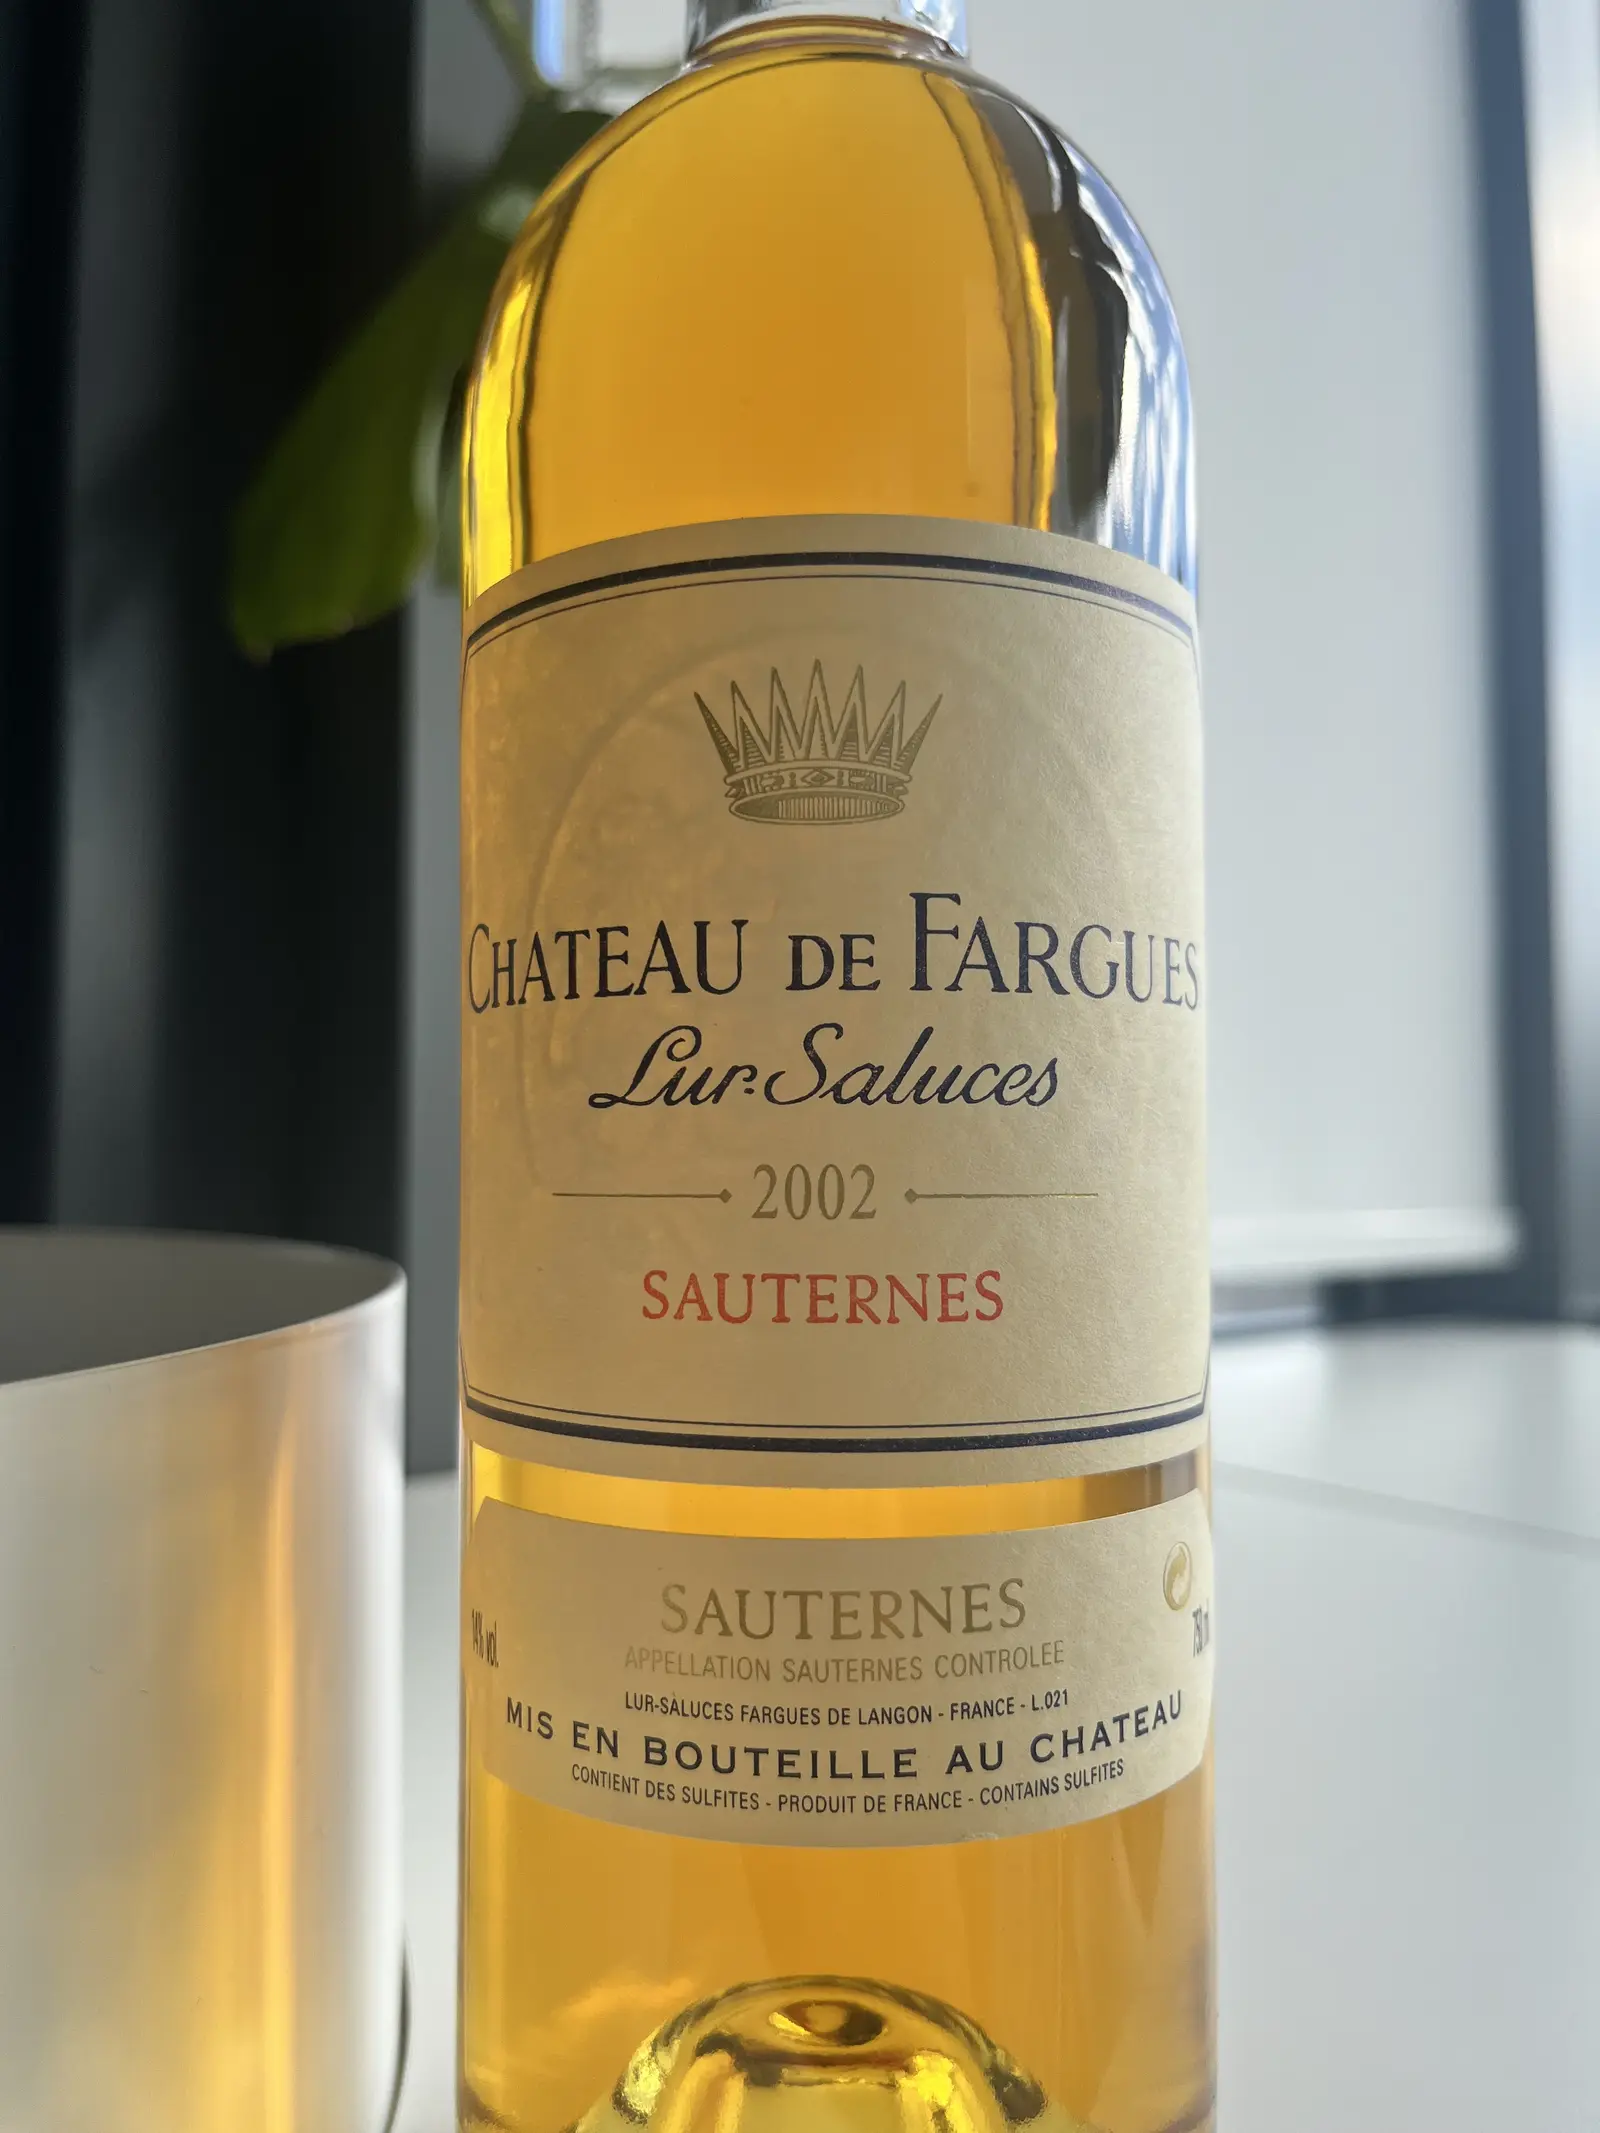 CHATEAU DE FARGUES
Lur-Saluces
2002
SAUTERNES
SAUTERNES
APPELLATION SAUTERNES CONTROLEE
14% vol.
750 ml
LUR-SALUCES FARGUES DE LANGON - FRANCE - L.021
MIS EN BOUTEILLE AU CHATEAU
CONTIENT DES SULFITES - PRODUIT DE FRANCE - CONTAINS SULFITES